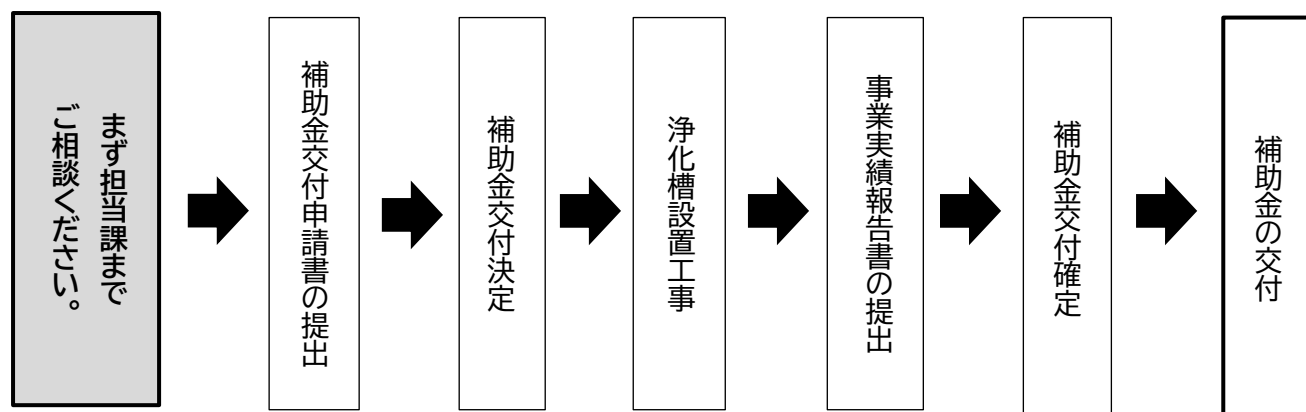 まず担当課まで
ご相談ください。
補助金交付申請書の提出
補助金交付決定
浄化槽設置工事
事業実績報告書の提出
補助金交付確定
補助金の交付